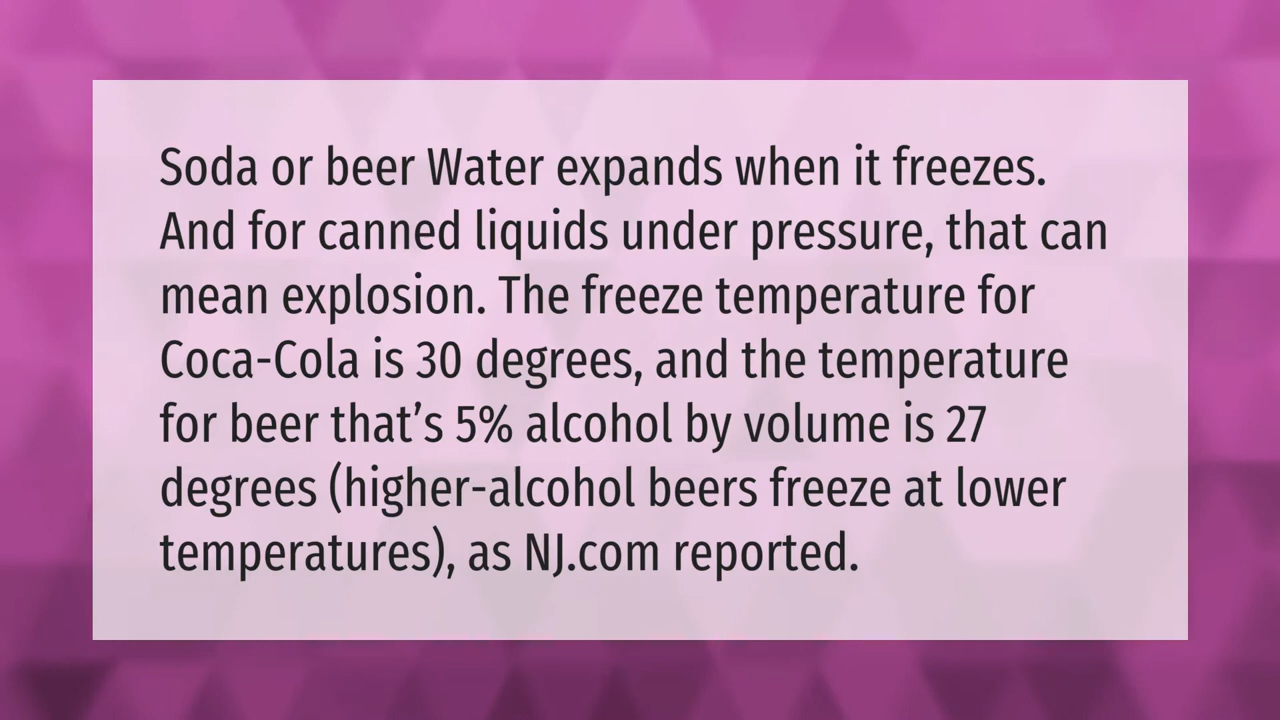 Soda or beer Water expands when it freezes.
And for canned liquids under pressure, that can
mean explosion. The freeze temperature for
Coca-Cola is 30 degrees, and the temperature
for beer that’s 5% alcohol by volume is 27
degrees (higher-alcohol beers freeze at lower
temperatures), as NJ.com reported.